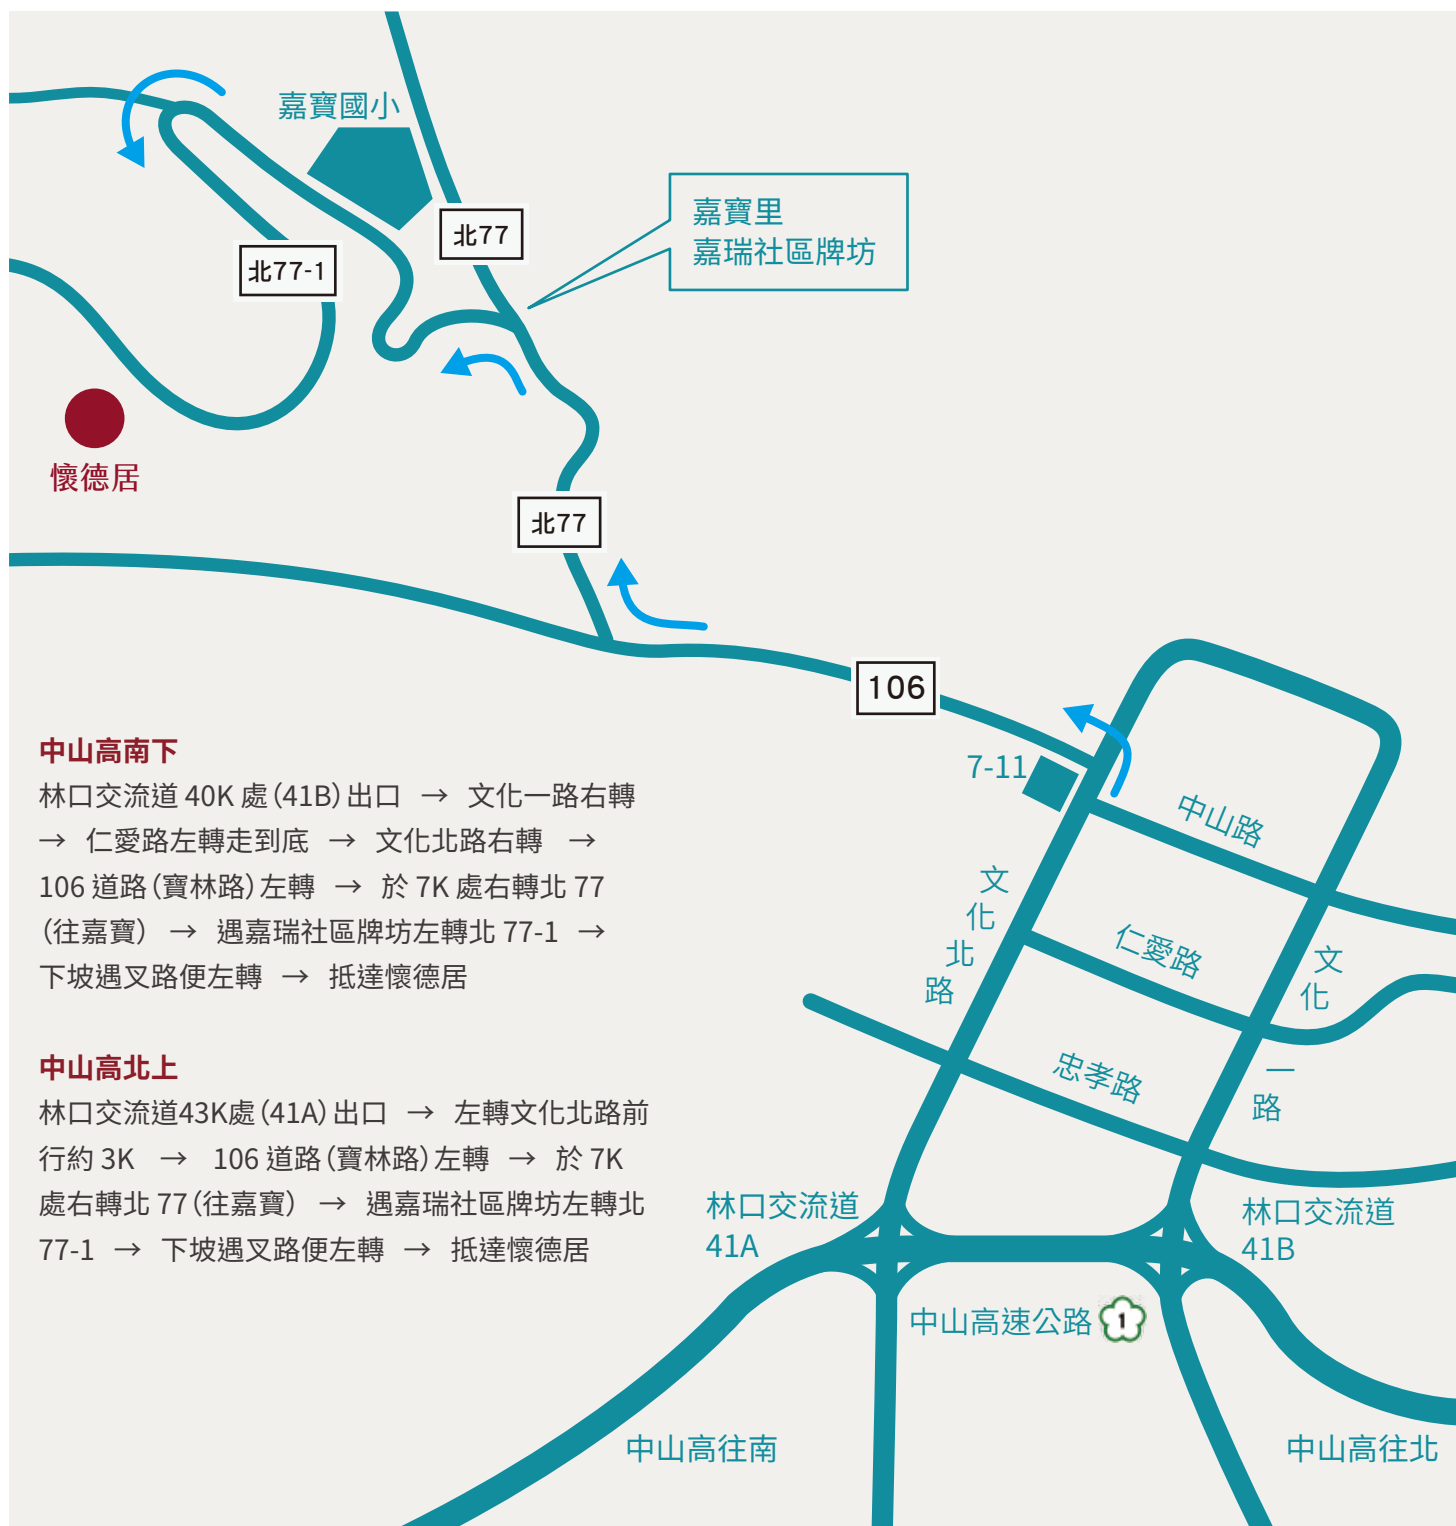 嘉寶國小
北77
嘉寶里
嘉瑞社區牌坊
北77-1
懷德居
北77
106
7-11
中山路
文化北路
仁愛路
文化一路
忠孝路
中山高南下
林口交流道 40K 處(41B)出口 → 文化一路右轉
→ 仁愛路左轉走到底 → 文化北路右轉 →
106 道路(寶林路)左轉 → 於 7K 處右轉北 77
(往嘉寶) → 遇嘉瑞社區牌坊左轉北 77-1 →
下坡遇叉路便左轉 → 抵達懷德居
中山高北上
林口交流道43K處(41A)出口 → 左轉文化北路前
行約 3K → 106 道路(寶林路)左轉 → 於 7K
處右轉北 77(往嘉寶) → 遇嘉瑞社區牌坊左轉北
77-1 → 下坡遇叉路便左轉 → 抵達懷德居
林口交流道
41A
林口交流道
41B
中山高速公路 1
中山高往南
中山高往北